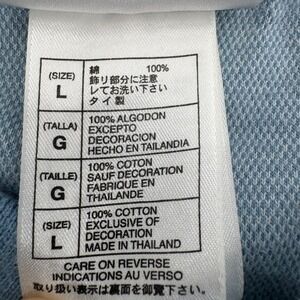 (SIZE) L 綿 100%
飾り部分に注意
してお洗い下さい
タイ製
(TALLA) G 100% ALGODON
EXCEPTO
DECORACION
HECHO EN TAILANDIA
(TAILLE) G 100% COTON
SAUF DECORATION
FABRIQUE EN
THAILANDE
(SIZE) L 100% COTTON
EXCLUSIVE OF
DECORATION
MADE IN THAILAND
CARE ON REVERSE
INDICATIONS AU VERSO
取り扱い表示は裏面を御覧下さい。